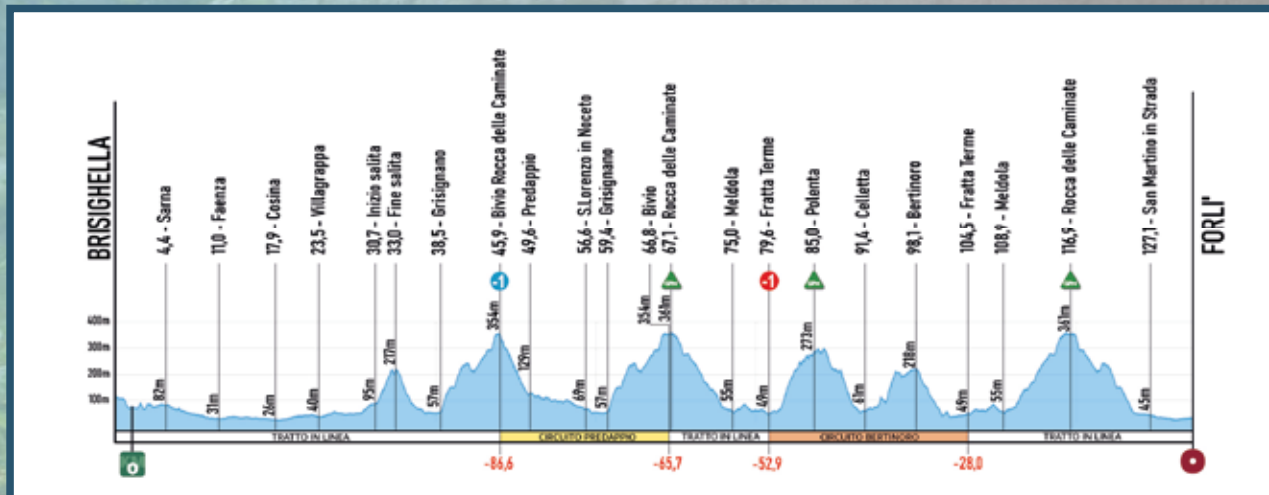 BRISIGHELLA
4,4 - Sarna
11,0 - Faenza
17,9 - Cosina
23,5 - Villagrappa
30,7 - Inizio salita
33,0 - Fine salita
38,5 - Grisignano
45,9 - Bivio Rocca delle Caminate
49,6 - Predappio
56,6 - S.Lorenzo in Noceto
59,4 - Grisignano
66,8 - Bivio
67,1 - Rocca delle Caminate
75,0 - Meldola
79,6 - Fratta Terme
85,0 - Polenta
91,4 - Celletta
98,1 - Bertinoro
104,5 - Fratta Terme
108,9 - Meldola
116,9 - Rocca delle Caminate
127,1 - San Martino in Strada
FORLI'
-1
-1
400m
300m
200m
100m
82m
31m
26m
40m
95m
217m
57m
354m
129m
69m
57m
354m
361m
55m
49m
273m
61m
218m
49m
55m
361m
45m
TRATTO IN LINEA
CIRCUITO PREDAPPIO
TRATTO IN LINEA
CIRCUITO BERTINORO
TRATTO IN LINEA
0
-86,6
-65,7
-52,9
-28,0